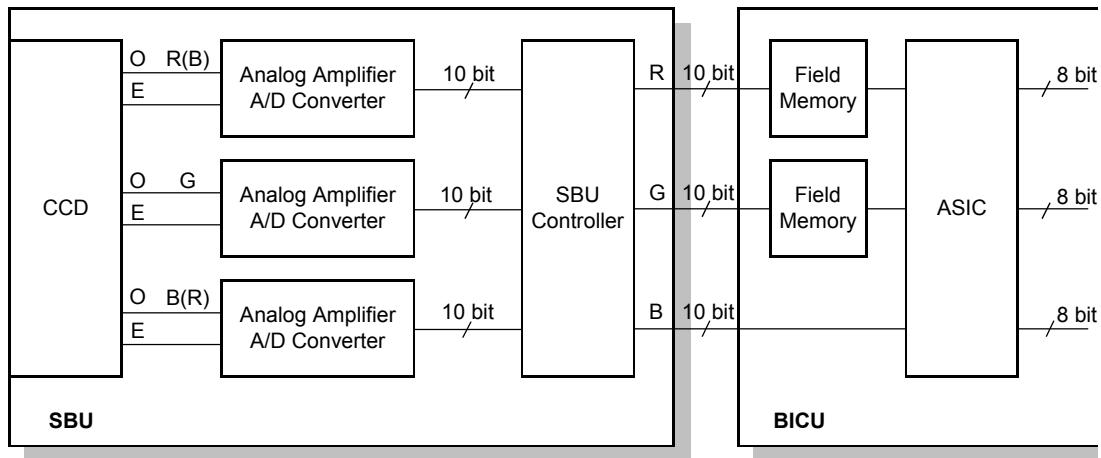 O R(B)
E
Analog Amplifier
A/D Converter
10 bit
R
10 bit
Field
Memory
8 bit
CCD
O G
E
Analog Amplifier
A/D Converter
10 bit
SBU
Controller
G
10 bit
Field
Memory
ASIC
8 bit
O B(R)
E
Analog Amplifier
A/D Converter
10 bit
B
10 bit
8 bit
SBU
BICU